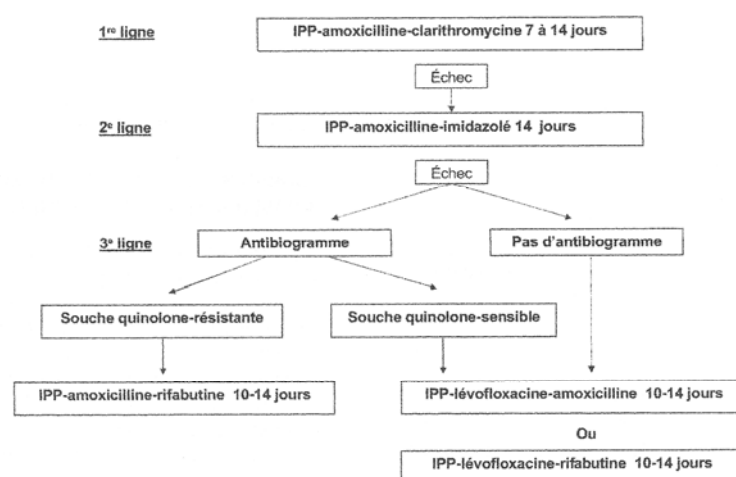 1re ligne
IPP-amoxicilline-clarithromycine 7 à 14 jours
Échec
2e ligne
IPP-amoxicilline-imidazolé 14 jours
Échec
3e ligne
Antibiogramme
Pas d'antibiogramme
Souche quinolone-résistante
Souche quinolone-sensible
IPP-amoxicilline-rifabutine 10-14 jours
IPP-lévofloxacine-amoxicilline 10-14 jours
Ou
IPP-lévofloxacine-rifabutine 10-14 jours